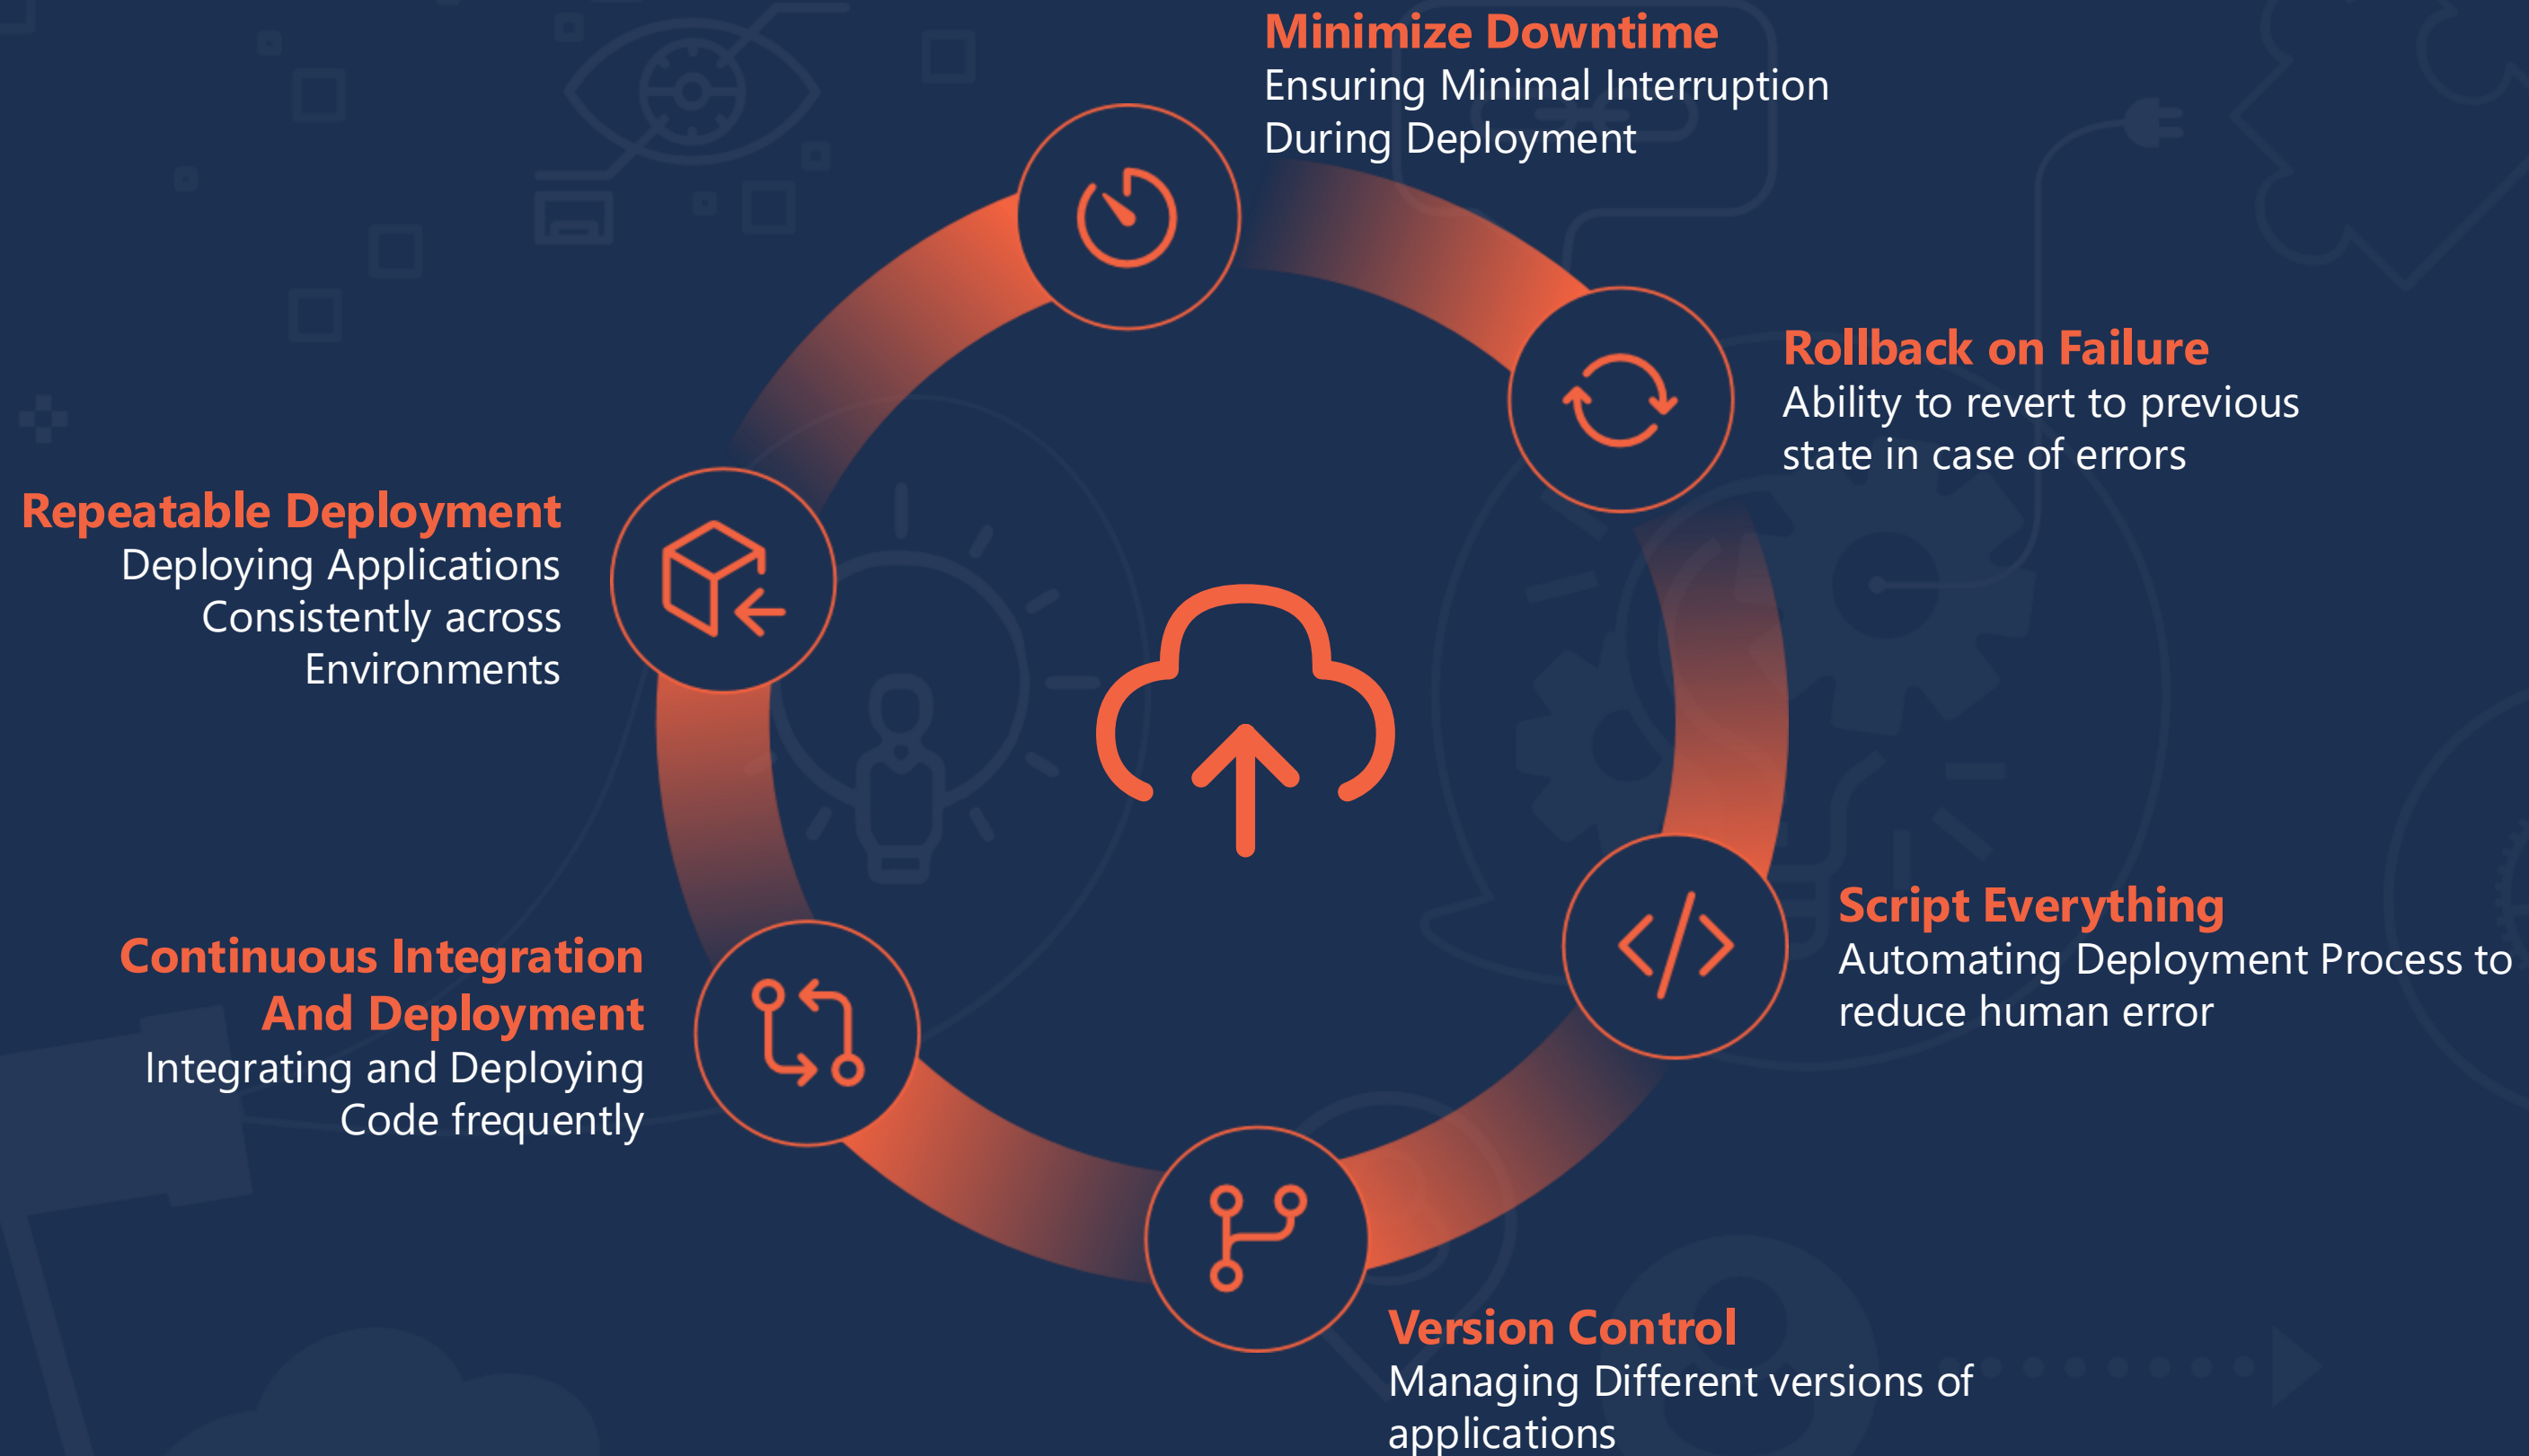 Minimize Downtime
Ensuring Minimal Interruption
During Deployment
Rollback on Failure
Ability to revert to previous
state in case of errors
Repeatable Deployment
Deploying Applications
Consistently across
Environments
Script Everything
Automating Deployment Process to
reduce human error
Continuous Integration
And Deployment
Integrating and Deploying
Code frequently
Version Control
Managing Different versions of
applications